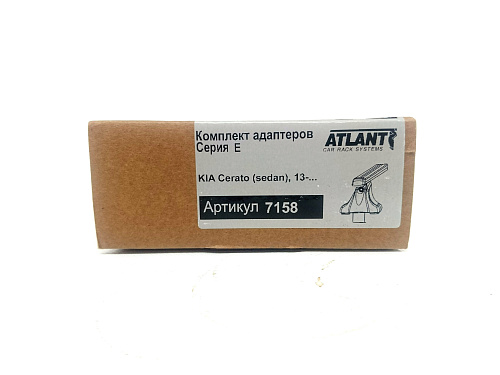 Комплект адаптеров
Серия E
ATLANT
CAR RACK SYSTEMS
KIA Cerato (sedan), 13-...
Артикул 7158